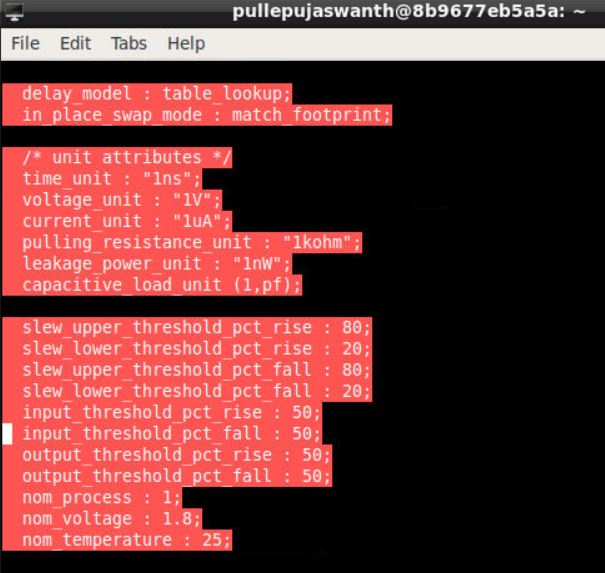 pullepujaswanth@8b9677eb5a5a: ~
File Edit Tabs Help
delay_model : table_lookup;
in_place_swap_mode : match_footprint;
/* unit attributes */
time_unit : "1ns";
voltage_unit : "1V";
current_unit : "1uA";
pulling_resistance_unit : "1kohm";
leakage_power_unit : "1nW";
capacitive_load_unit (1,pf);
slew_upper_threshold_pct_rise : 80;
slew_lower_threshold_pct_rise : 20;
slew_upper_threshold_pct_fall : 80;
slew_lower_threshold_pct_fall : 20;
input_threshold_pct_rise : 50;
input_threshold_pct_fall : 50;
output_threshold_pct_rise : 50;
output_threshold_pct_fall : 50;
nom_process : 1;
nom_voltage : 1.8;
nom_temperature : 25;